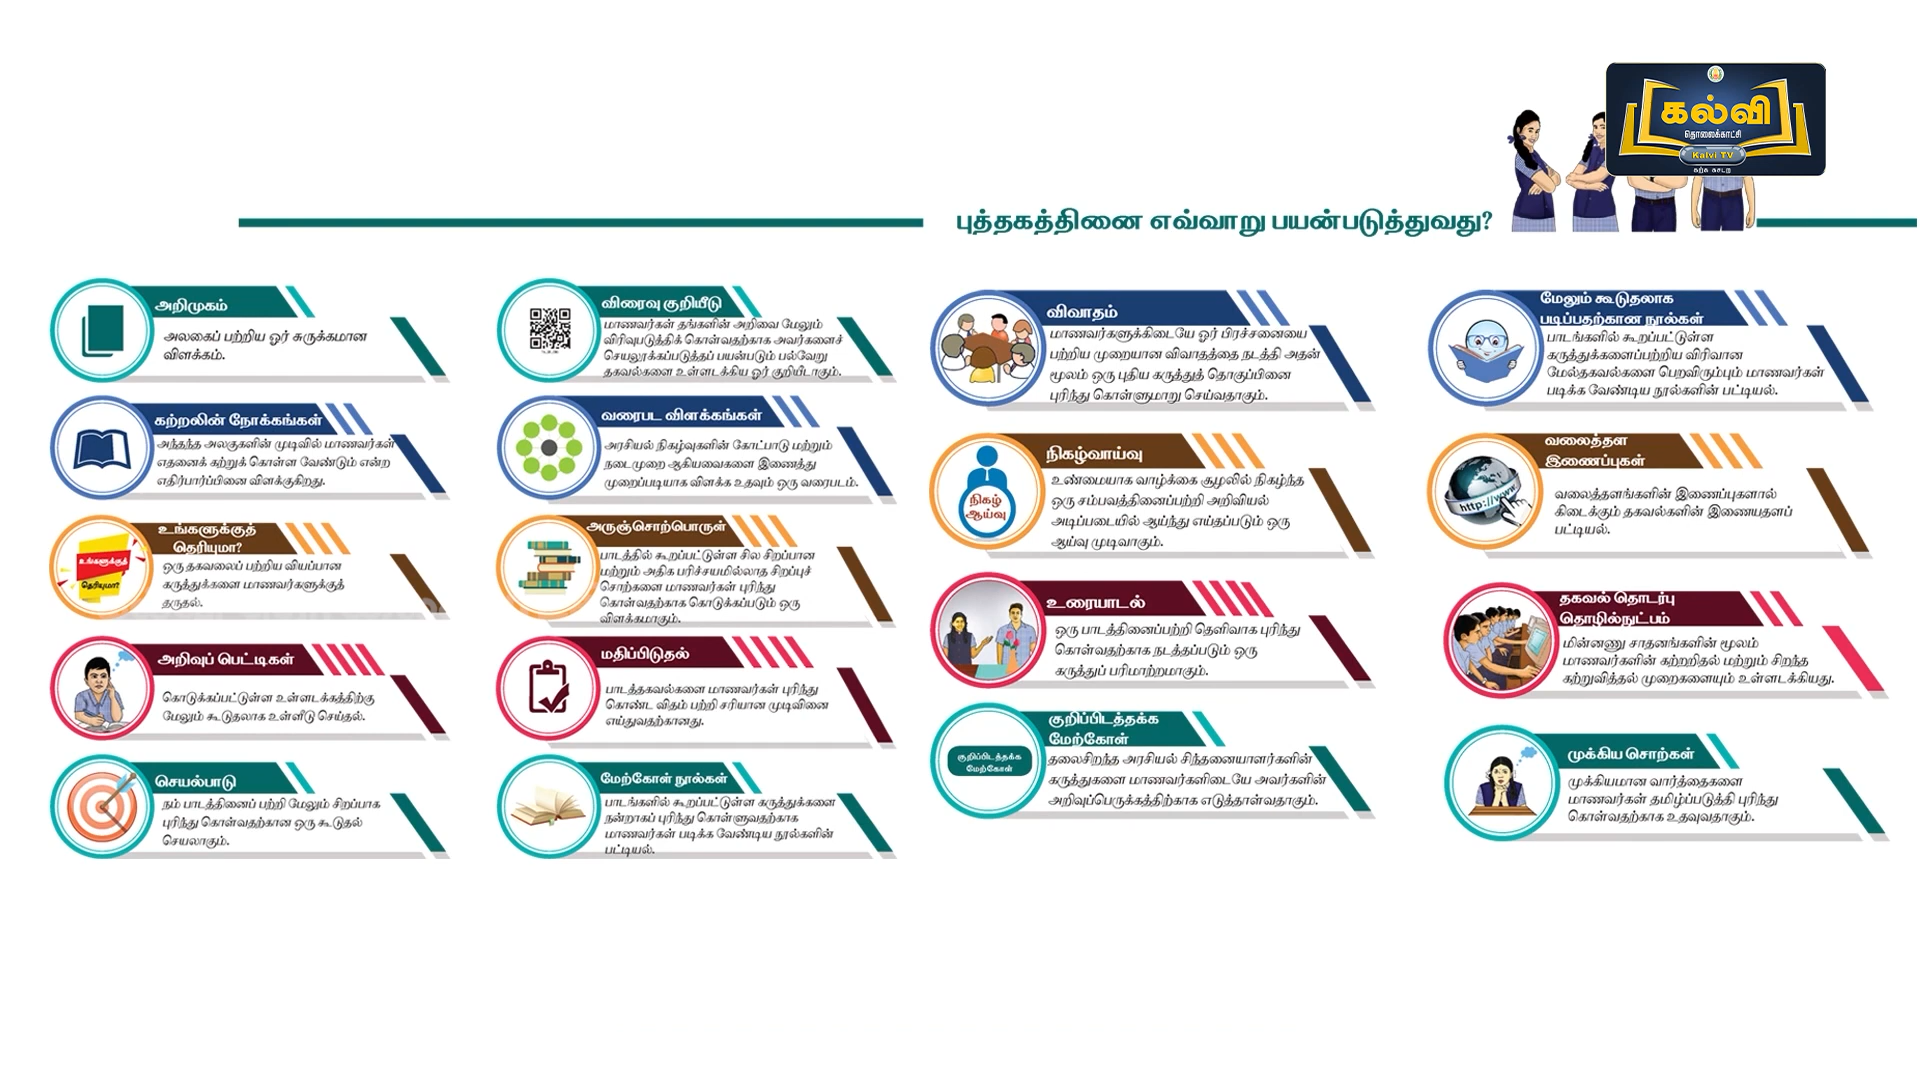 கல்வி
தொலைக்காட்சி
Kalvi TV
கற்க கசடற
புத்தகத்தினை எவ்வாறு பயன்படுத்துவது?
அறிமுகம்
அலகைப் பற்றிய ஓர் சுருக்கமான
விளக்கம்.
கற்றலின் நோக்கங்கள்
அந்தந்த அலகுகளின் முடிவில் மாணவர்கள்
எதனைக் கற்றுக் கொள்ள வேண்டும் என்ற
எதிர்பார்ப்பினை விளக்குகிறது.
உங்களுக்குத்
தெரியுமா?
உங்களுக்குத்
தெரியுமா?
ஒரு தகவலைப் பற்றிய வியப்பான
கருத்துக்களை மாணவர்களுக்குத்
தருதல்.
அறிவுப் பெட்டிகள்
கொடுக்கப்பட்டுள்ள உள்ளடக்கத்திற்கு
மேலும் கூடுதலாக உள்ளீடு செய்தல்.
செயல்பாடு
நம் பாடத்தினைப் பற்றி மேலும் சிறப்பாக
புரிந்து கொள்வதற்கான ஒரு கூடுதல்
செயலாகும்.
விரைவு குறியீடு
மாணவர்கள் தங்களின் அறிவை மேலும்
விரிவுபடுத்திக் கொள்வதற்காக அவர்களைச்
செயலூக்கப்படுத்தப் பயன்படும் பல்வேறு
தகவல்களை உள்ளடக்கிய ஓர் குறியீடாகும்.
வரைபட விளக்கங்கள்
அரசியல் நிகழ்வுகளின் கோட்பாடு மற்றும்
நடைமுறை ஆகியவைகளை இணைத்து
முறைப்படியாக விளக்க உதவும் ஒரு வரைபடம்.
அருஞ்சொற்பொருள்
பாடத்தில் கூறப்பட்டுள்ள சில சிறப்பான
மற்றும் அதிக பரிச்சயமில்லாத சிறப்புச்
சொற்களை மாணவர்கள் புரிந்து
கொள்வதற்காக கொடுக்கப்படும் ஒரு
விளக்கமாகும்.
மதிப்பிடுதல்
பாடத்தகவல்களை மாணவர்கள் புரிந்து
கொண்ட விதம் பற்றி சரியான முடிவினை
எய்துவதற்கானது.
மேற்கோள் நூல்கள்
பாடங்களில் கூறப்பட்டுள்ள கருத்துக்களை
நன்றாகப் புரிந்து கொள்ளுவதற்காக
மாணவர்கள் படிக்க வேண்டிய நூல்களின்
பட்டியல்.
விவாதம்
மாணவர்களுக்கிடையே ஓர் பிரச்சனையை
பற்றிய முறையான விவாதத்தை நடத்தி அதன்
மூலம் ஒரு புதிய கருத்துத் தொகுப்பினை
புரிந்து கொள்ளுமாறு செய்வதாகும்.
நிகழ்வாய்வு
நிகழ்
ஆய்வு
உண்மையாக வாழ்க்கை சூழலில் நிகழ்ந்த
ஒரு சம்பவத்தினைப்பற்றி அறிவியல்
அடிப்படையில் ஆய்ந்து எய்தப்படும் ஒரு
ஆய்வு முடிவாகும்.
உரையாடல்
ஒரு பாடத்தினைப்பற்றி தெளிவாக புரிந்து
கொள்வதற்காக நடத்தப்படும் ஒரு
கருத்துப் பரிமாற்றமாகும்.
குறிப்பிடத்தக்க
மேற்கோள்
குறிப்பிடத்தக்க
மேற்கோள்
தலைசிறந்த அரசியல் சிந்தனையாளர்களின்
கருத்துகளை மாணவர்களிடையே அவர்களின்
அறிவுப்பெருக்கத்திற்காக எடுத்தாள்வதாகும்.
மேலும் கூடுதலாக
படிப்பதற்கான நூல்கள்
பாடங்களில் கூறப்பட்டுள்ள
கருத்துக்களைப்பற்றிய விரிவான
மேல்தகவல்களை பெறவிரும்பும் மாணவர்கள்
படிக்க வேண்டிய நூல்களின் பட்டியல்.
வலைத்தள
இணைப்புகள்
http://www
வலைத்தளங்களின் இணைப்புகளால்
கிடைக்கும் தகவல்களின் இணையதளப்
பட்டியல்.
தகவல் தொடர்பு
தொழில்நுட்பம்
மின்னணு சாதனங்களின் மூலம்
மாணவர்களின் கற்றறிதல் மற்றும் சிறந்த
கற்றுவித்தல் முறைகளையும் உள்ளடக்கியது.
முக்கிய சொற்கள்
முக்கியமான வார்த்தைகளை
மாணவர்கள் தமிழ்ப்படுத்தி புரிந்து
கொள்வதற்காக உதவுவதாகும்.